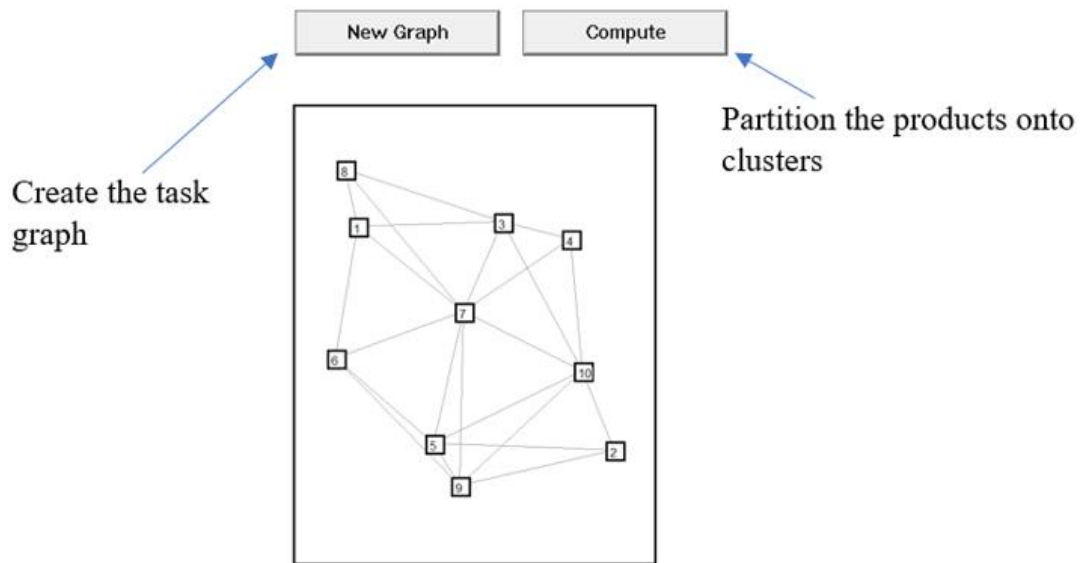 New Graph
Compute
Partition the products onto
clusters
Create the task
graph
8
1
3
4
7
6
10
5
2
9